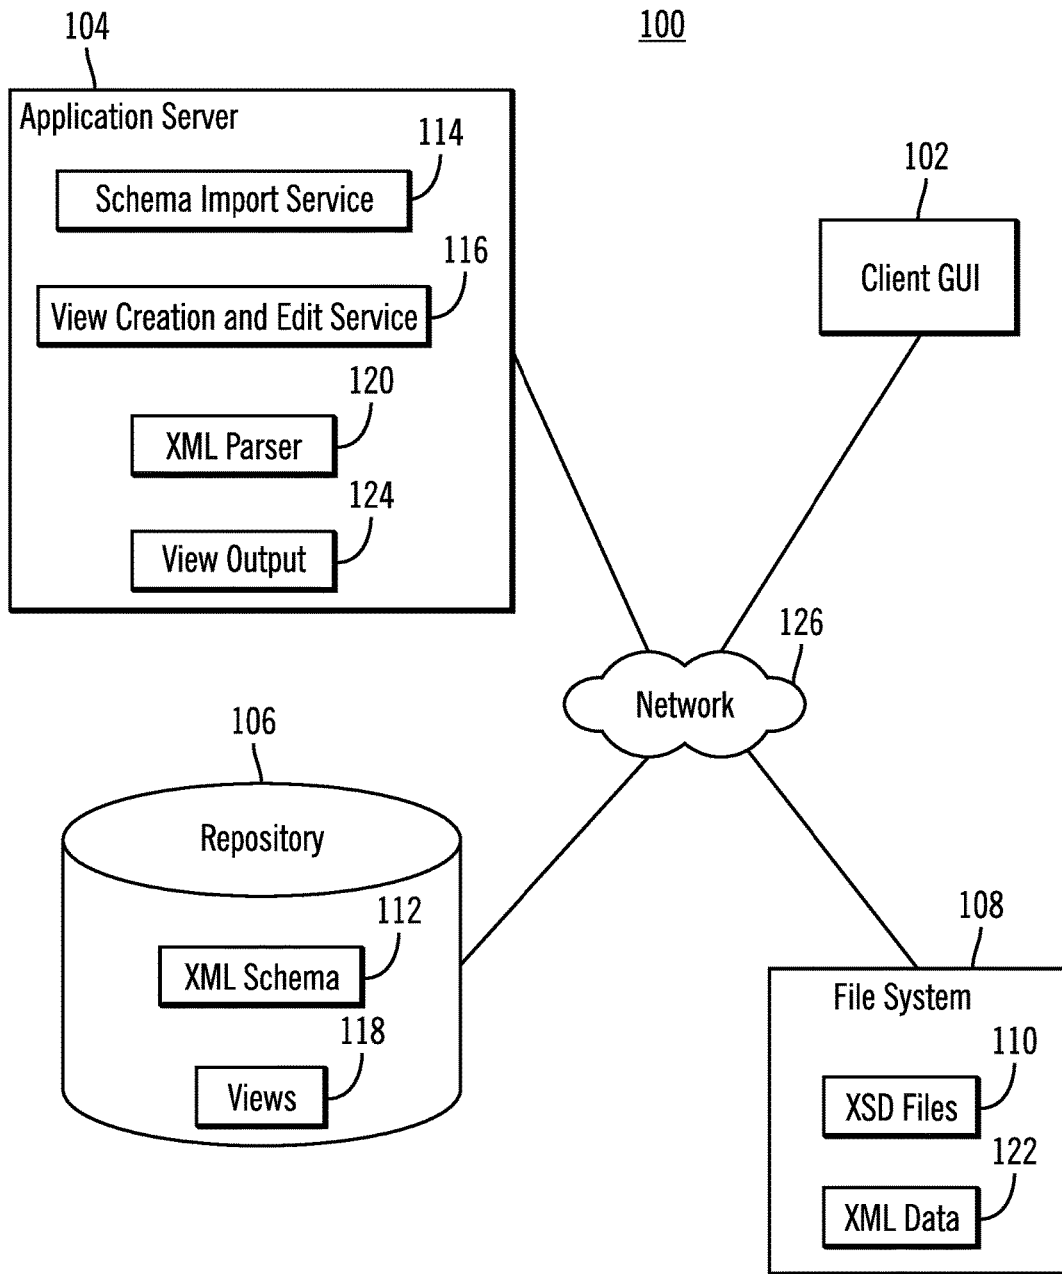 100
104
Application Server
114
Schema Import Service
116
View Creation and Edit Service
120
XML Parser
124
View Output
102
Client GUI
126
Network
106
Repository
112
XML Schema
118
Views
108
File System
110
XSD Files
122
XML Data